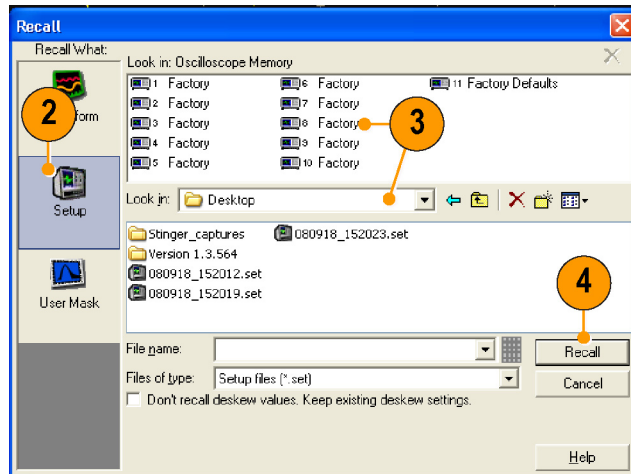 Recall
Recall What:
Look in: Oscilloscope Memory
1 Factory
6 Factory
11 Factory Defaults
2 Factory
7 Factory
3 Factory
8 Factory
4 Factory
9 Factory
5 Factory
10 Factory
2
form
3
Setup
Look in: Desktop
Stinger_captures
080918_152023.set
Version 1.3.564
080918_152012.set
080918_152019.set
User Mask
4
File name:
Recall
Files of type: Setup files (*.set)
Cancel
Don't recall deskew values. Keep existing deskew settings.
Help